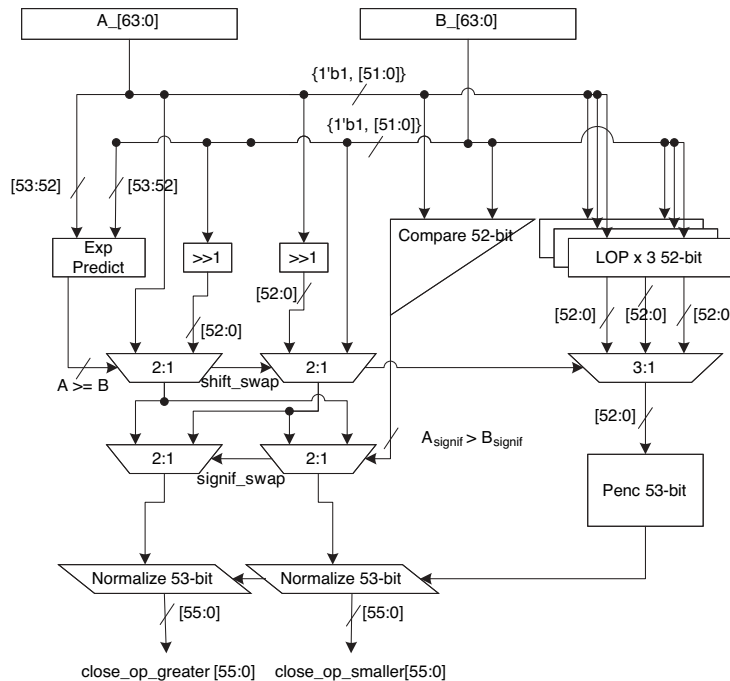 A_[63:0]
B_[63:0]
{1'b1, [51:0]}
{1'b1, [51:0]}
[53:52]
[53:52]
Exp
Predict
>>1
>>1
Compare 52-bit
LOP x 3 52-bit
[52:0]
[52:0]
[52:0]
[52:0]
[52:0]
2:1
2:1
3:1
A >= B
shift_swap
[52:0]
Asignif > Bsignif
2:1
2:1
signif_swap
Penc 53-bit
Normalize 53-bit
Normalize 53-bit
[55:0]
[55:0]
close_op_greater [55:0]
close_op_smaller[55:0]